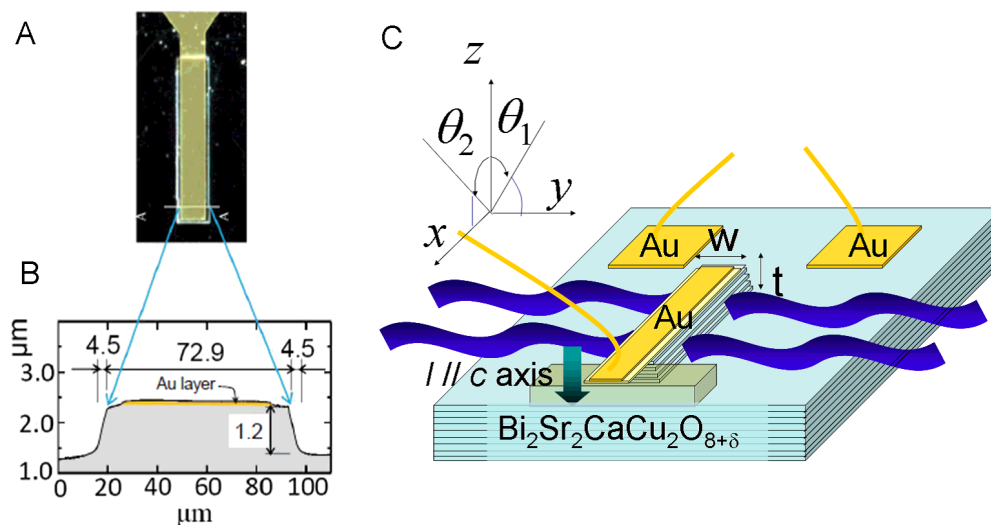 A
A
A
B
μm
4.5
72.9
4.5
3.0
Au layer
2.0
1.2
1.0
0
20
40
60
80
100
μm
C
z
θ₂
θ₁
y
x
Au
W
Au
t
Au
I // c axis
Bi₂Sr₂CaCu₂O₈₊δ